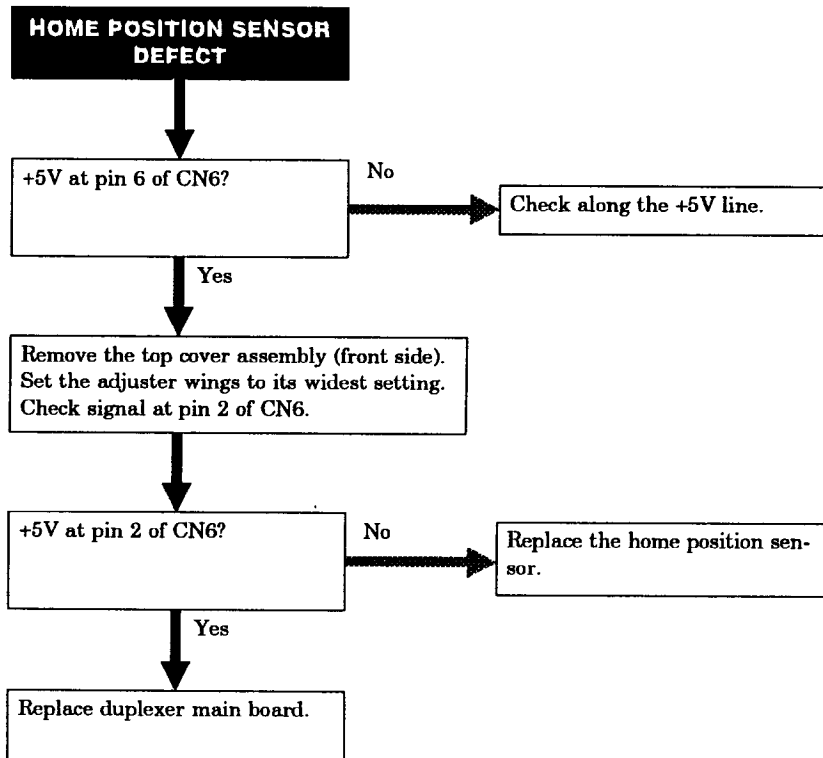 HOME POSITION SENSOR
DEFECT
+5V at pin 6 of CN6?
No
Check along the +5V line.
Yes
Remove the top cover assembly (front side).
Set the adjuster wings to its widest setting.
Check signal at pin 2 of CN6.
+5V at pin 2 of CN6?
No
Replace the home position sen-
sor.
Yes
Replace duplexer main board.